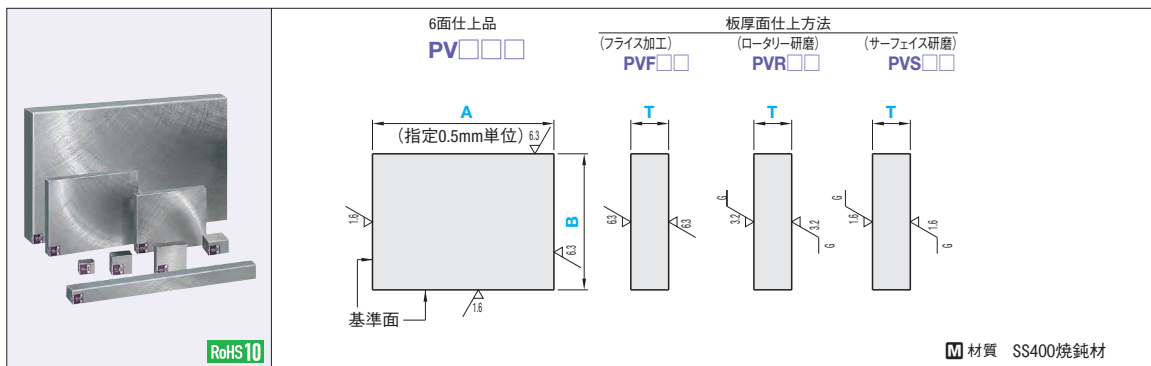 6面仕上品
PV□□□
板厚面仕上方法
(フライス加工) (ロータリー研磨) (サーフェイス研磨)
PVF□□ PVR□□ PVS□□
A T T T
(指定0.5mm単位) 6.3
1.6 B 6.3 6.3 6.3 G 3.2 3.2 G G 1.6 1.6 G
基準面 1.6
RoHS10
M 材質 SS400焼鈍材